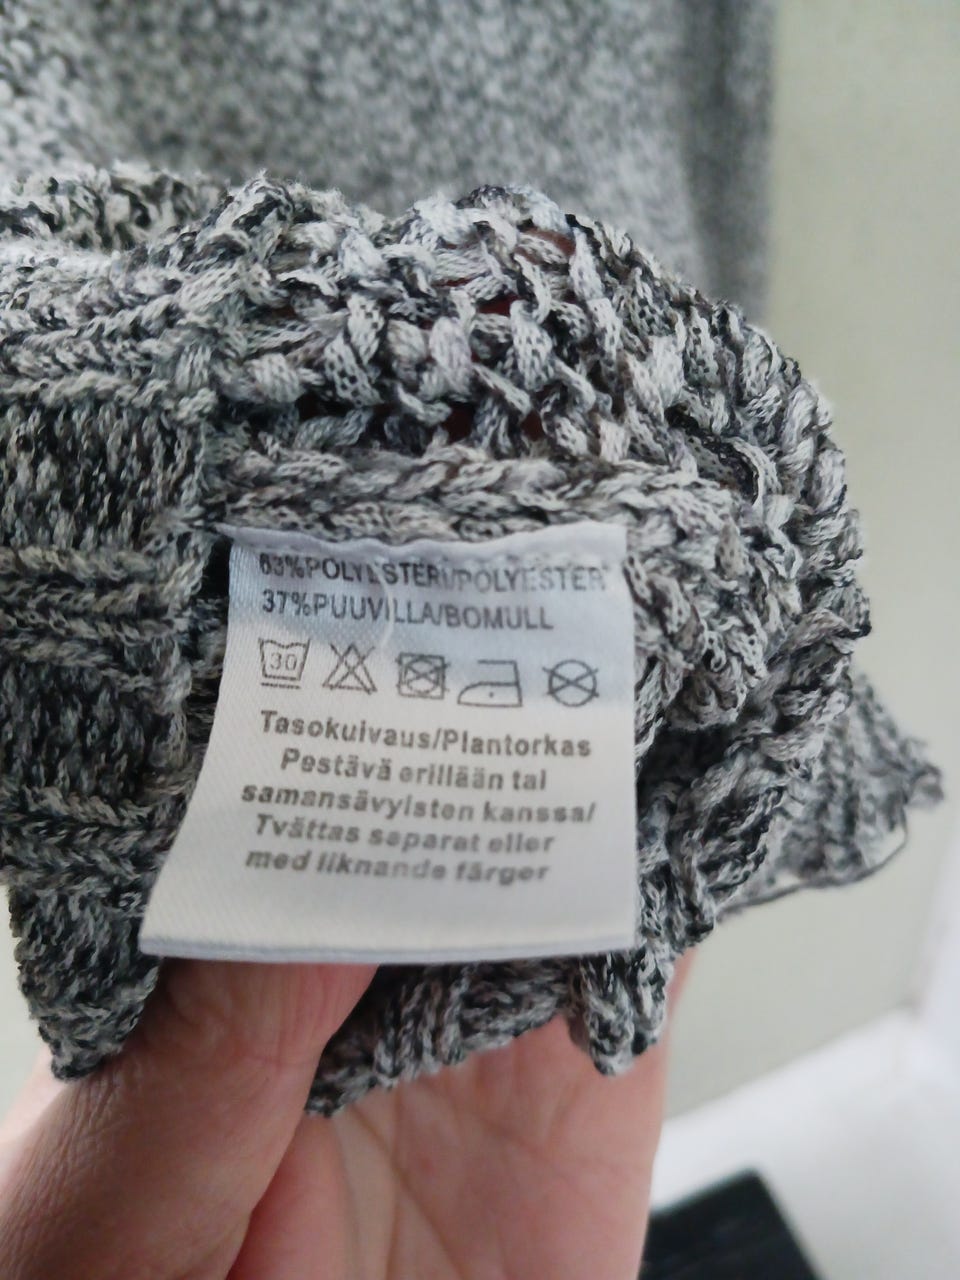 63%POLYESTERI/POLYESTER
37%PUUVILLA/BOMULL
30
Tasokuivaus/Plantorkas
Pestävä erillään tai
samansävyisten kanssa/
Tvättas separat eller
med liknande färger